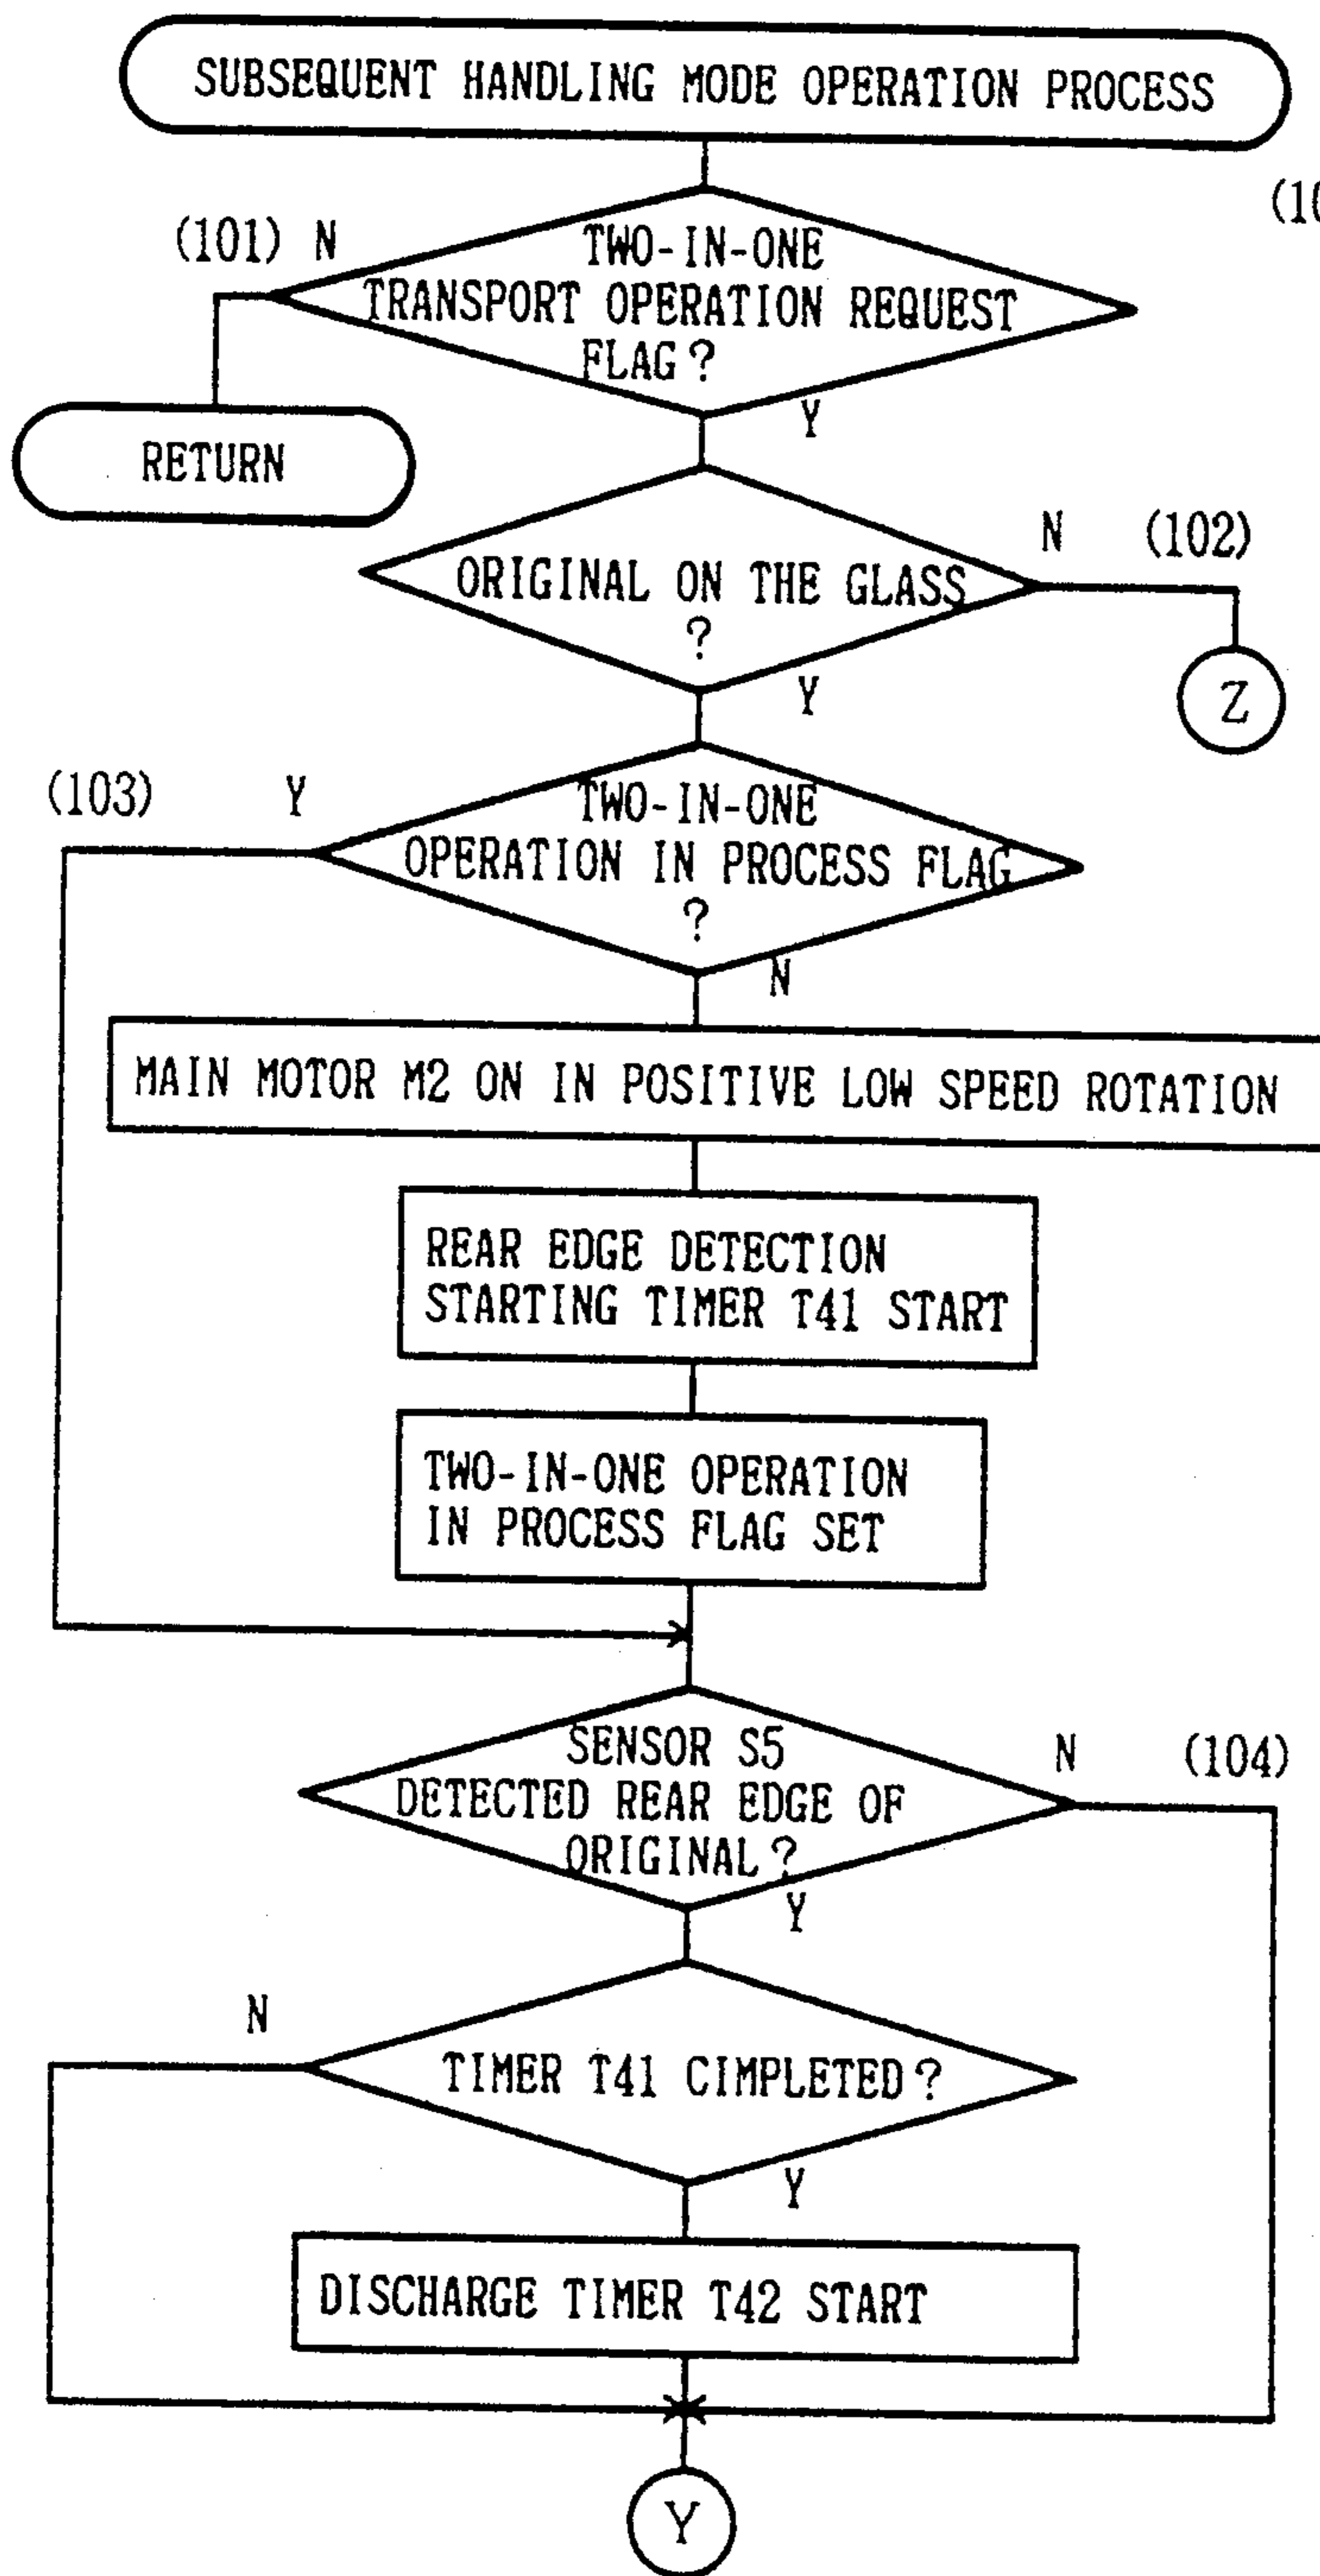 SUBSEQUENT HANDLING MODE OPERATION PROCESS
(10
(101) N
TWO-IN-ONE
TRANSPORT OPERATION REQUEST
FLAG?
Y
RETURN
N (102)
ORIGINAL ON THE GLASS
?
Y
Z
(103) Y
TWO-IN-ONE
OPERATION IN PROCESS FLAG
?
N
MAIN MOTOR M2 ON IN POSITIVE LOW SPEED ROTATION
REAR EDGE DETECTION
STARTING TIMER T41 START
TWO-IN-ONE OPERATION
IN PROCESS FLAG SET
SENSOR S5
N (104)
DETECTED REAR EDGE OF
ORIGINAL?
Y
N
TIMER T41 CIMPLETED?
Y
DISCHARGE TIMER T42 START
Y